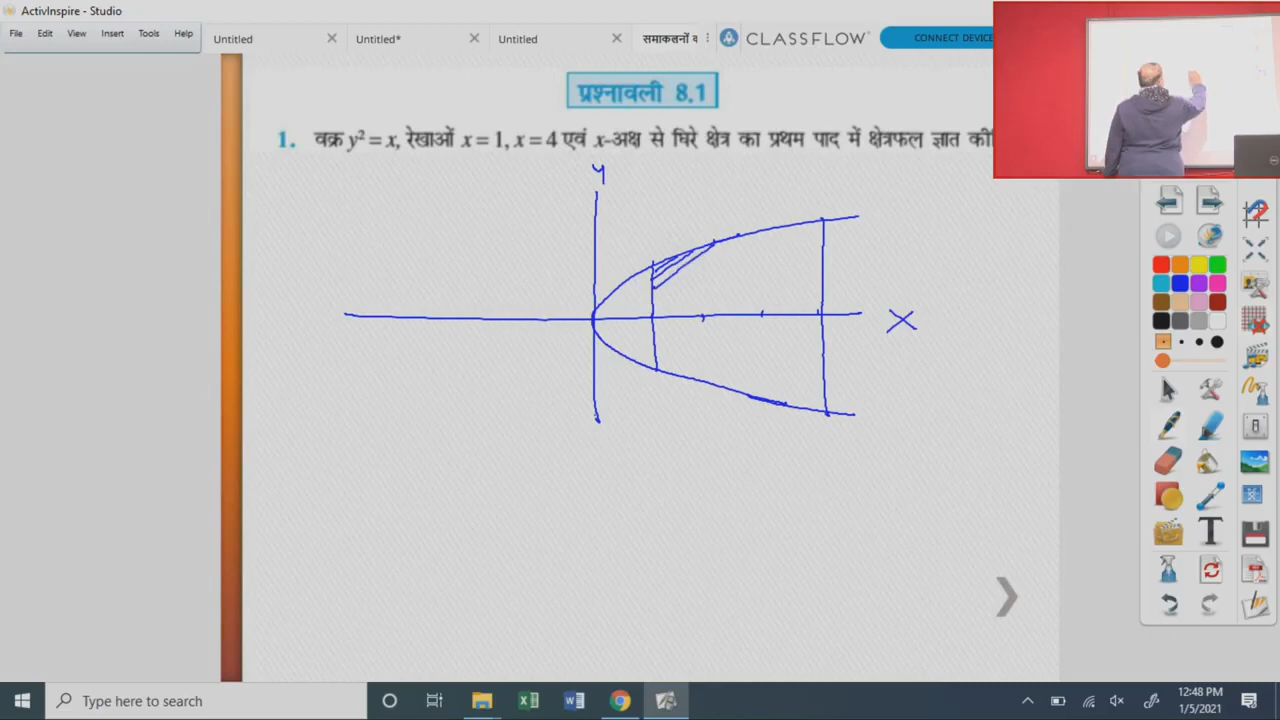 ActivInspire - Studio
File Edit View Insert Tools Help
Untitled Untitled* Untitled समाकलनों
CLASSFLOW
CONNECT DEVICE
प्रश्नावली 8.1
1. वक्र y² = x, रेखाओं x = 1, x = 4 एवं x-अक्ष से घिरे क्षेत्र का प्रथम पाद में क्षेत्रफल ज्ञात
y
X
Type here to search
12:48 PM
1/5/2021